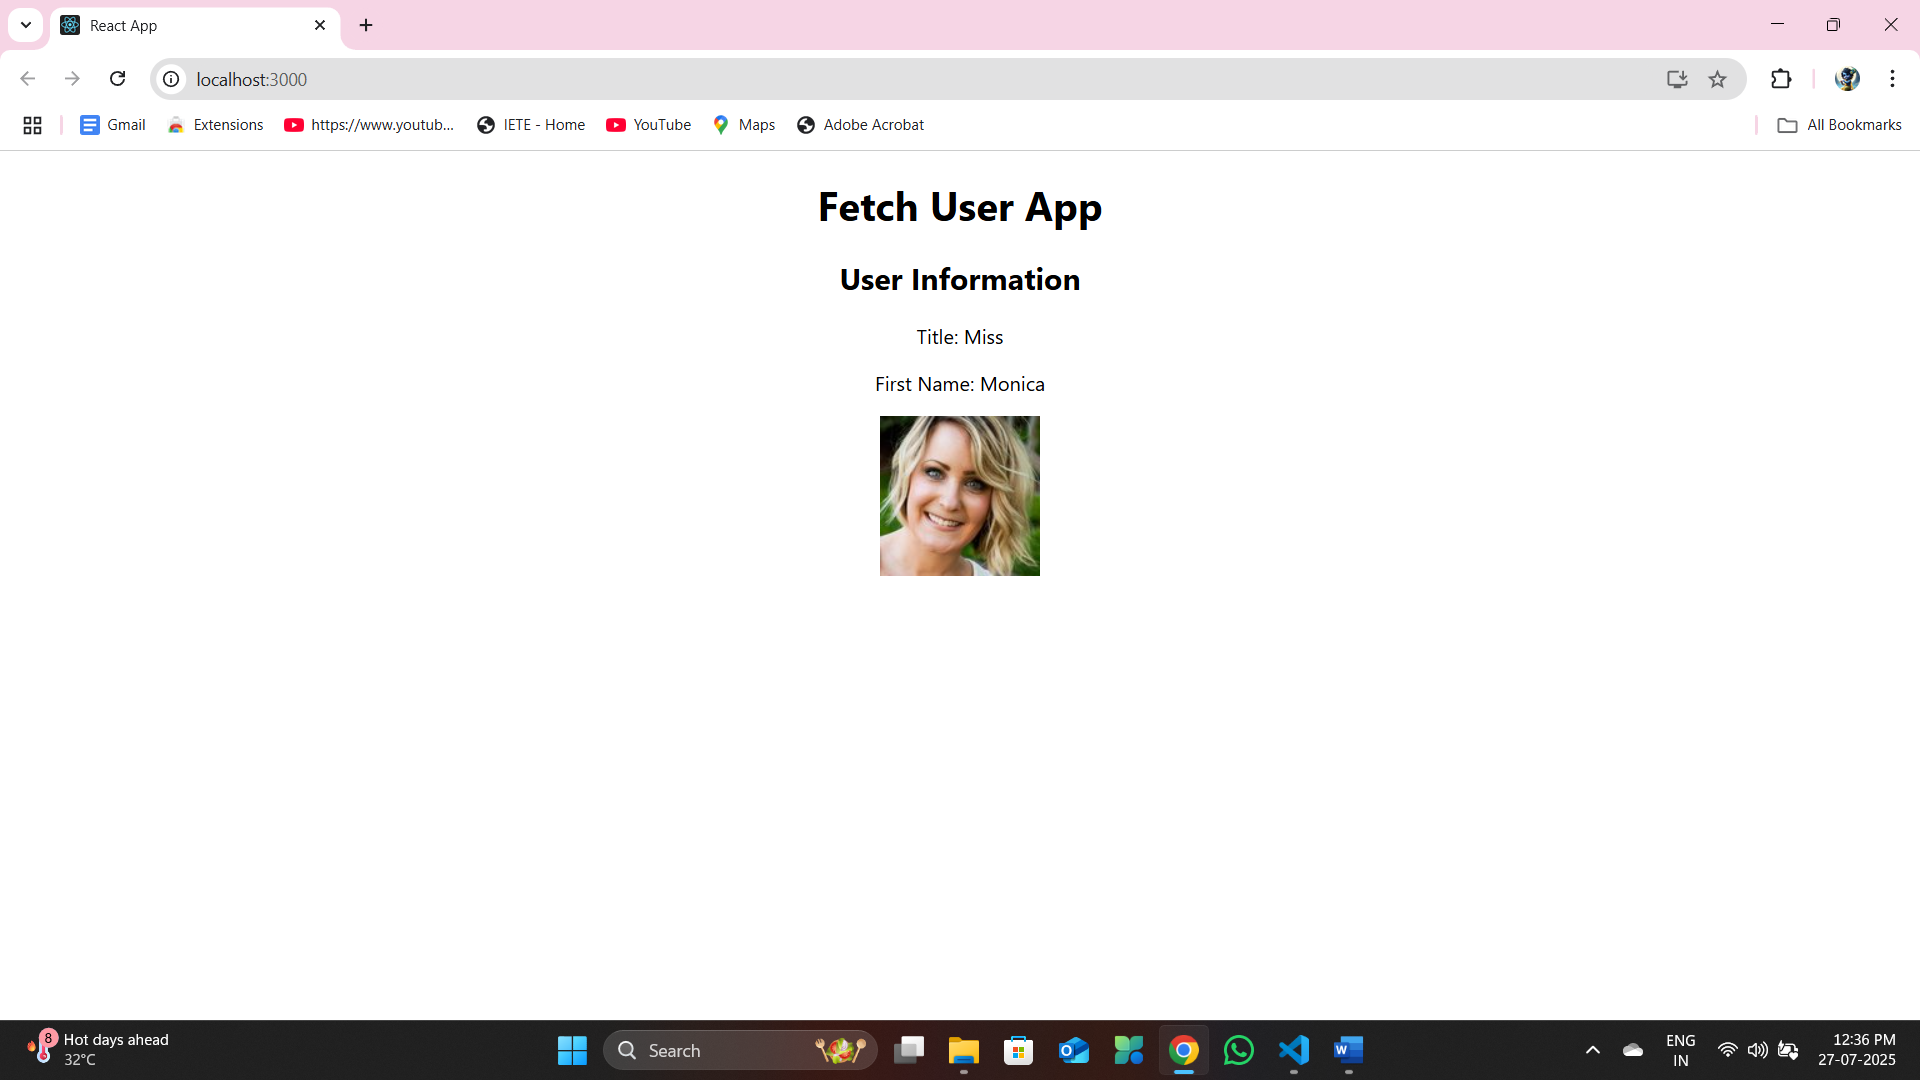 React App
localhost:3000
Gmail
Extensions
https://www.youtub...
IETE - Home
YouTube
Maps
Adobe Acrobat
All Bookmarks
Fetch User App
User Information
Title: Miss
First Name: Monica
8
Hot days ahead
32°C
Search
ENG
IN
12:36 PM
27-07-2025